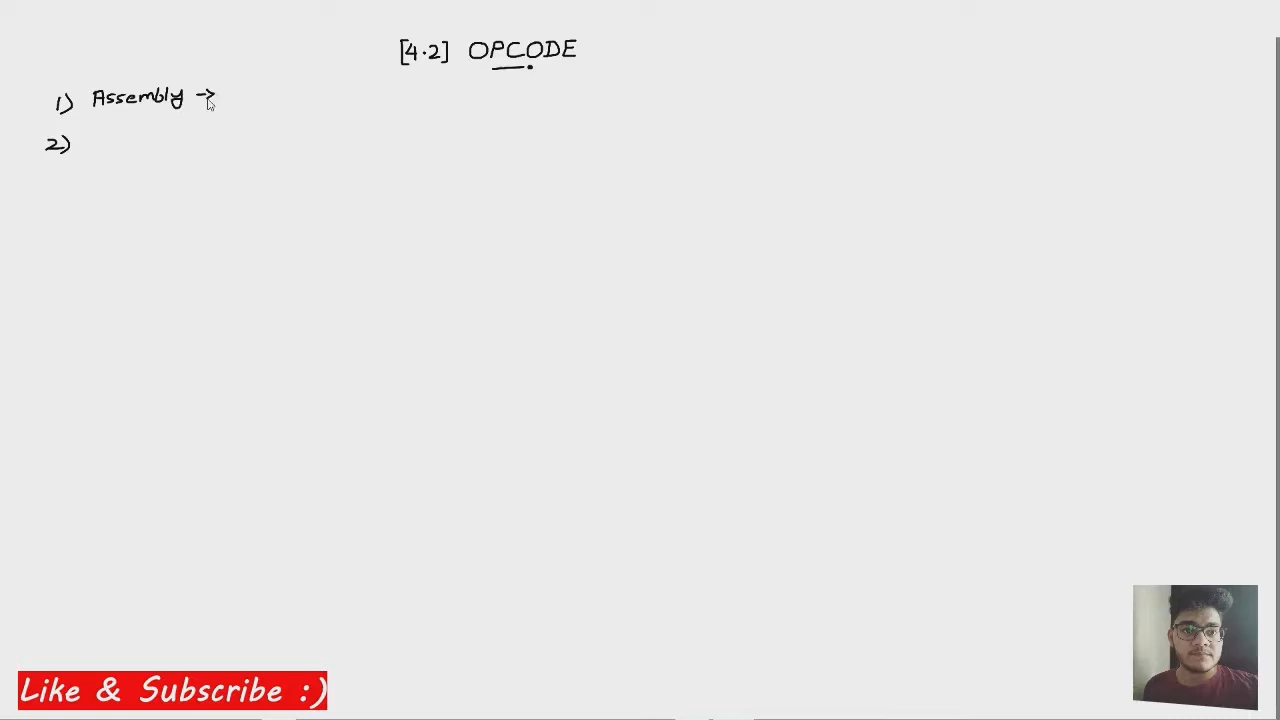 [4.2] OPCODE
1) Assembly →
2)
Like & Subscribe :)